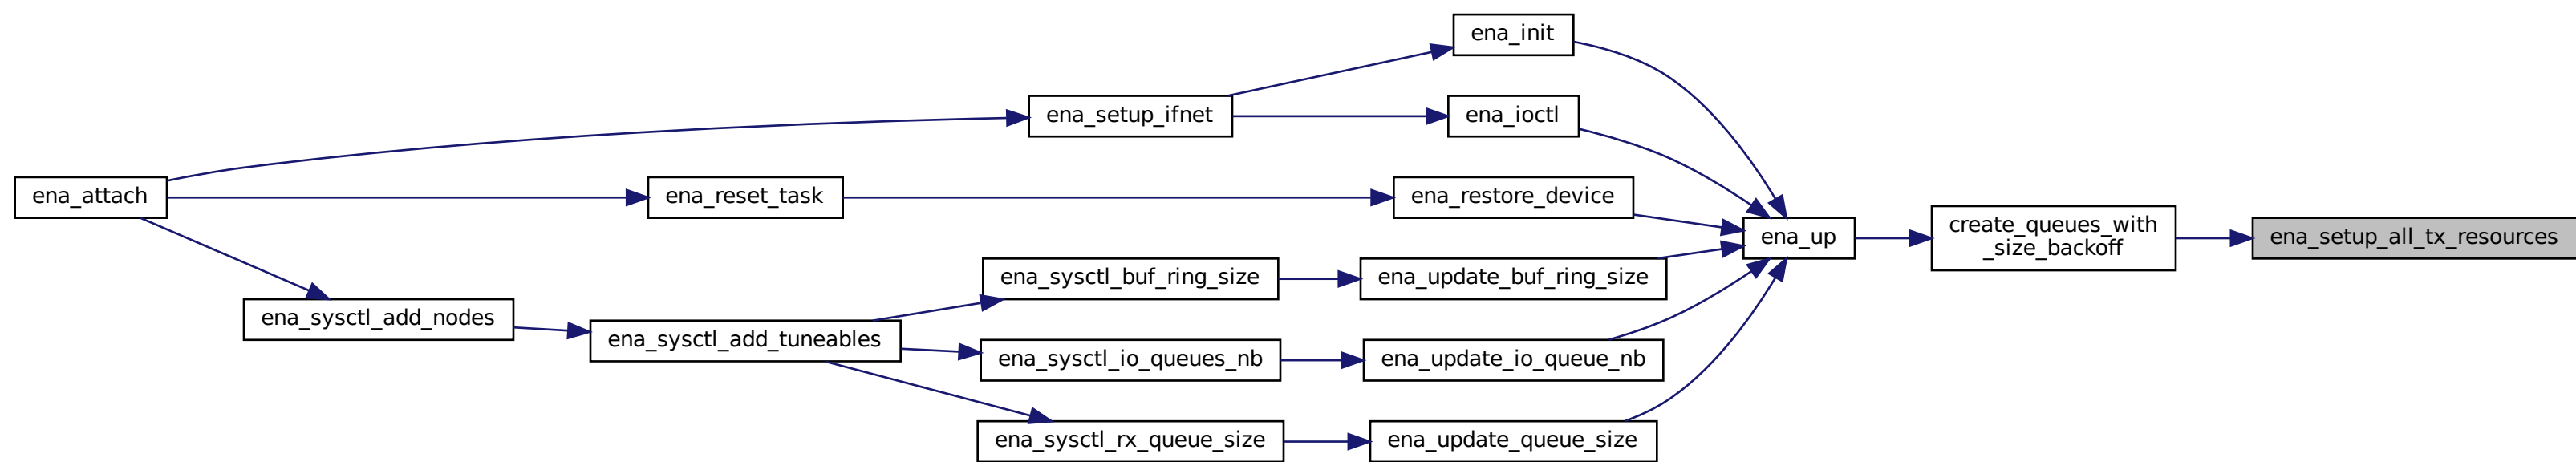 ena_init
ena_setup_ifnet
ena_ioctl
ena_attach
ena_reset_task
ena_restore_device
ena_up
create_queues_with
_size_backoff
ena_setup_all_tx_resources
ena_sysctl_buf_ring_size
ena_update_buf_ring_size
ena_sysctl_add_nodes
ena_sysctl_add_tuneables
ena_sysctl_io_queues_nb
ena_update_io_queue_nb
ena_sysctl_rx_queue_size
ena_update_queue_size